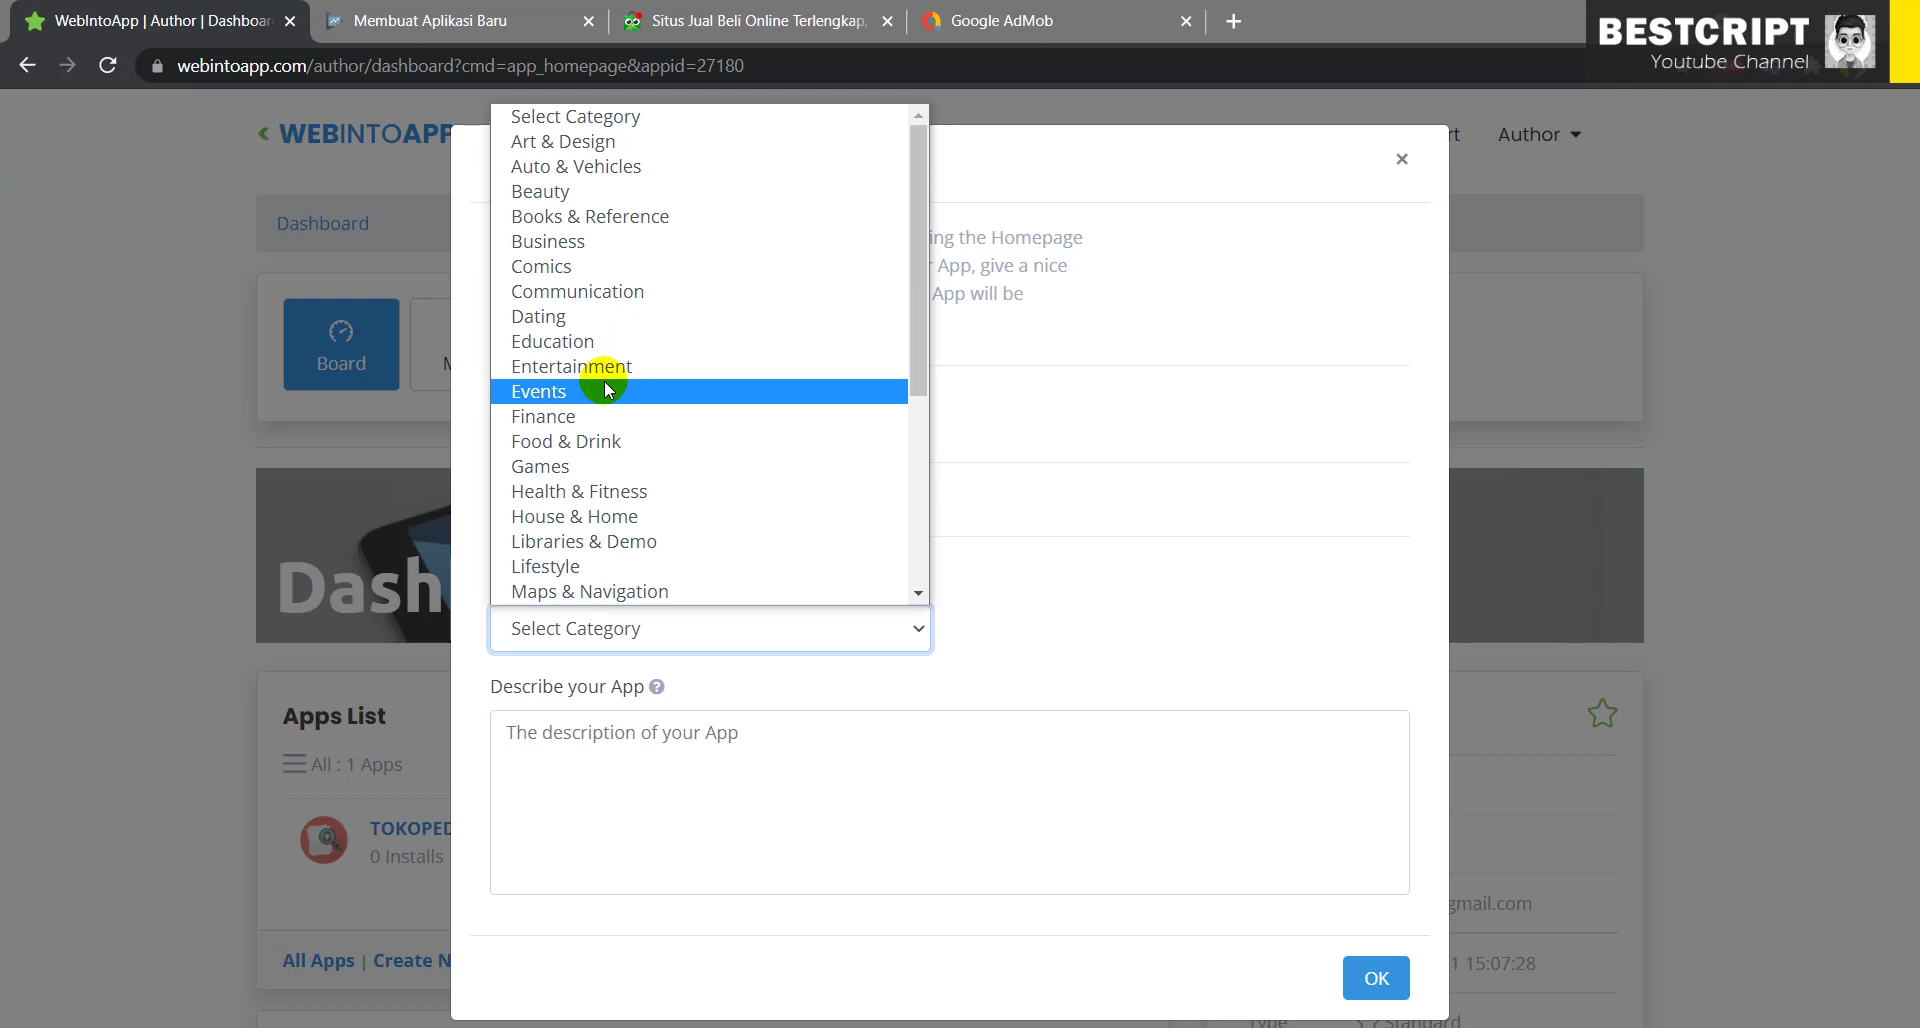 WebIntoApp | Author | Dashboar
Membuat Aplikasi Baru
Situs Jual Beli Online Terlengkap,
Google AdMob
BESTCRIPT
Youtube Channel
webintoapp.com/author/dashboard?cmd=app_homepage&appid=27180
WEBINTOAPP
rt
Author
Select Category
Art & Design
Auto & Vehicles
Beauty
Books & Reference
Business
Comics
Communication
Dating
Education
Entertainment
Events
Finance
Food & Drink
Games
Health & Fitness
House & Home
Libraries & Demo
Lifestyle
Maps & Navigation
ing the Homepage
App, give a nice
App will be
Dashboard
Board
Dash
Select Category
Describe your App
The description of your App
Apps List
All : 1 Apps
TOKOPED
0 Installs
gmail.com
All Apps | Create N
1 15:07:28
OK
Type
Standard